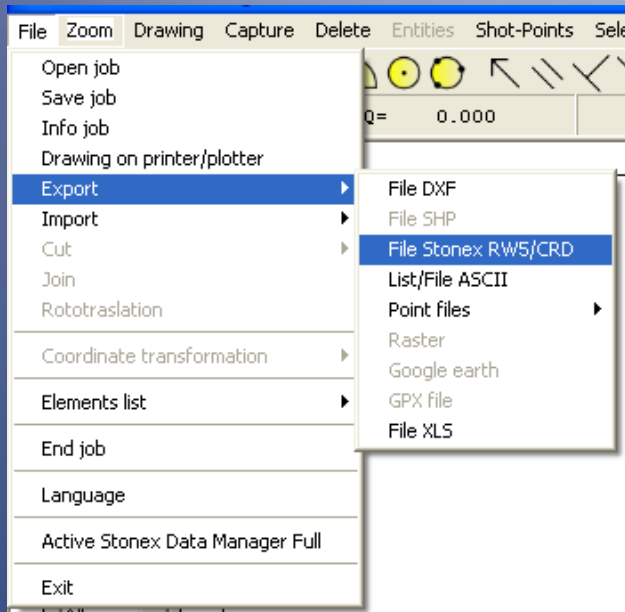 File Zoom Drawing Capture Delete Entities Shot-Points
Q= 0.000
Open job
Save job
Info job
Drawing on printer/plotter
Export
Import
Cut
Join
Rototraslation
Coordinate transformation
Elements list
End job
Language
Active Stonex Data Manager Full
Exit
File DXF
File SHP
File Stonex RW5/CRD
List/File ASCII
Point files
Raster
Google earth
GPX file
File XLS